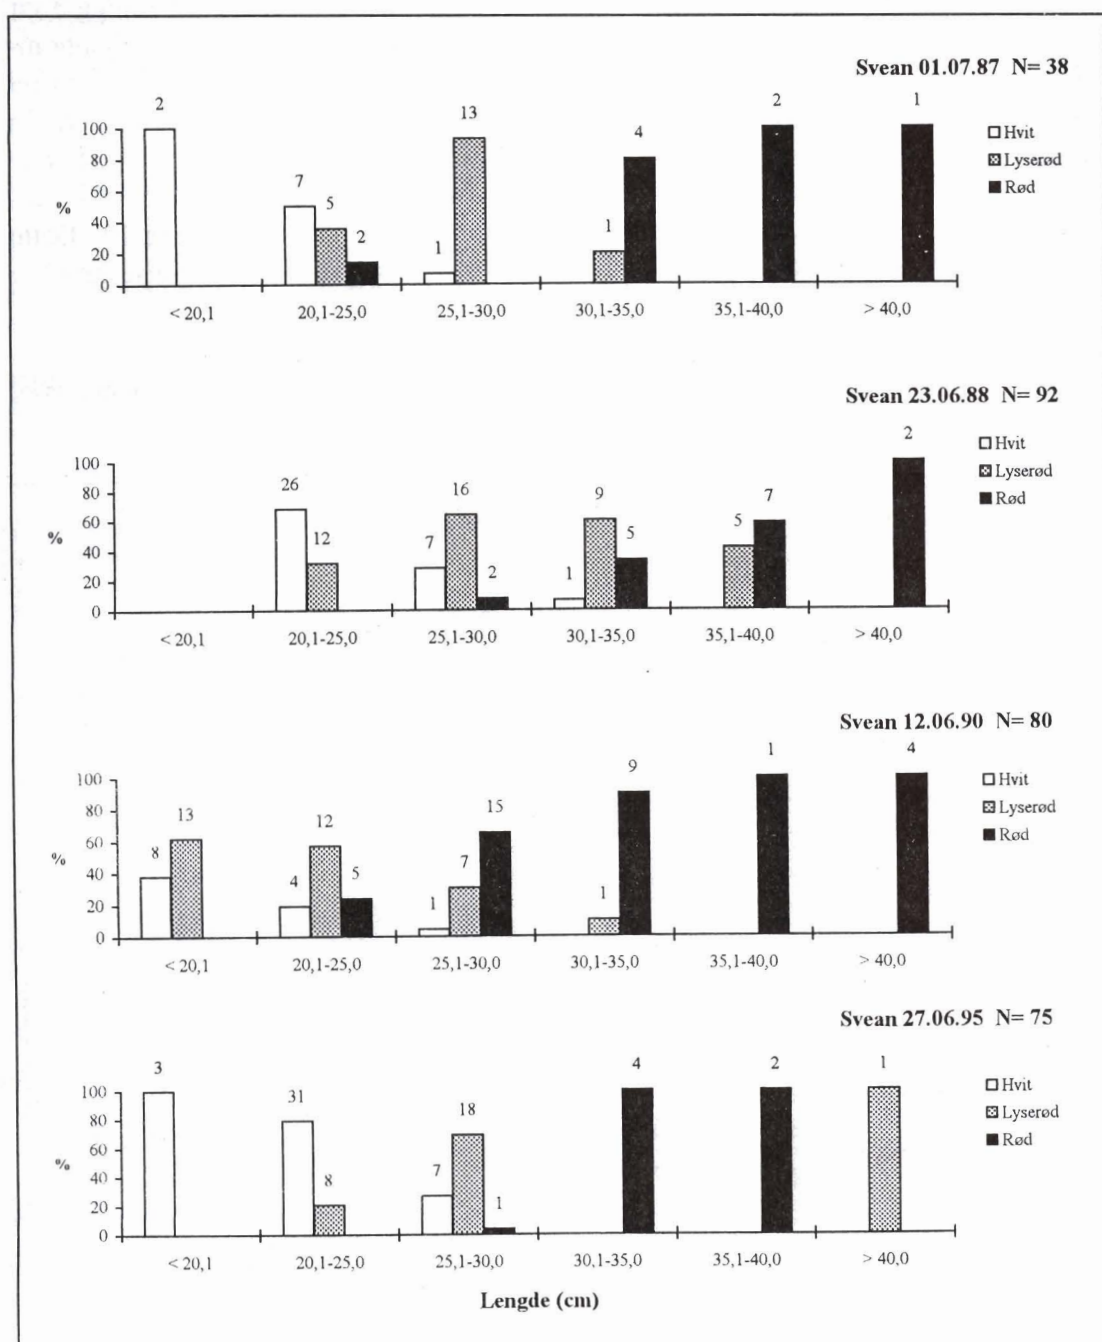 Svean 01.07.87 N= 38
2 7 5 2 1 13 1 4 2 1
Hvit
Lyserød
Rød
%
100
80
60
40
20
0
< 20,1 20,1-25,0 25,1-30,0 30,1-35,0 35,1-40,0 > 40,0
Svean 23.06.88 N= 92
26 12 7 16 2 1 9 5 5 7 2
Hvit
Lyserød
Rød
%
100
80
60
40
20
0
< 20,1 20,1-25,0 25,1-30,0 30,1-35,0 35,1-40,0 > 40,0
Svean 12.06.90 N= 80
8 13 4 12 5 1 7 15 1 9 1 4
Hvit
Lyserød
Rød
%
100
80
60
40
20
0
< 20,1 20,1-25,0 25,1-30,0 30,1-35,0 35,1-40,0 > 40,0
Svean 27.06.95 N= 75
3 31 8 7 18 1 4 2 1
Hvit
Lyserød
Rød
%
100
80
60
40
20
0
< 20,1 20,1-25,0 25,1-30,0 30,1-35,0 35,1-40,0 > 40,0
Lengde (cm)